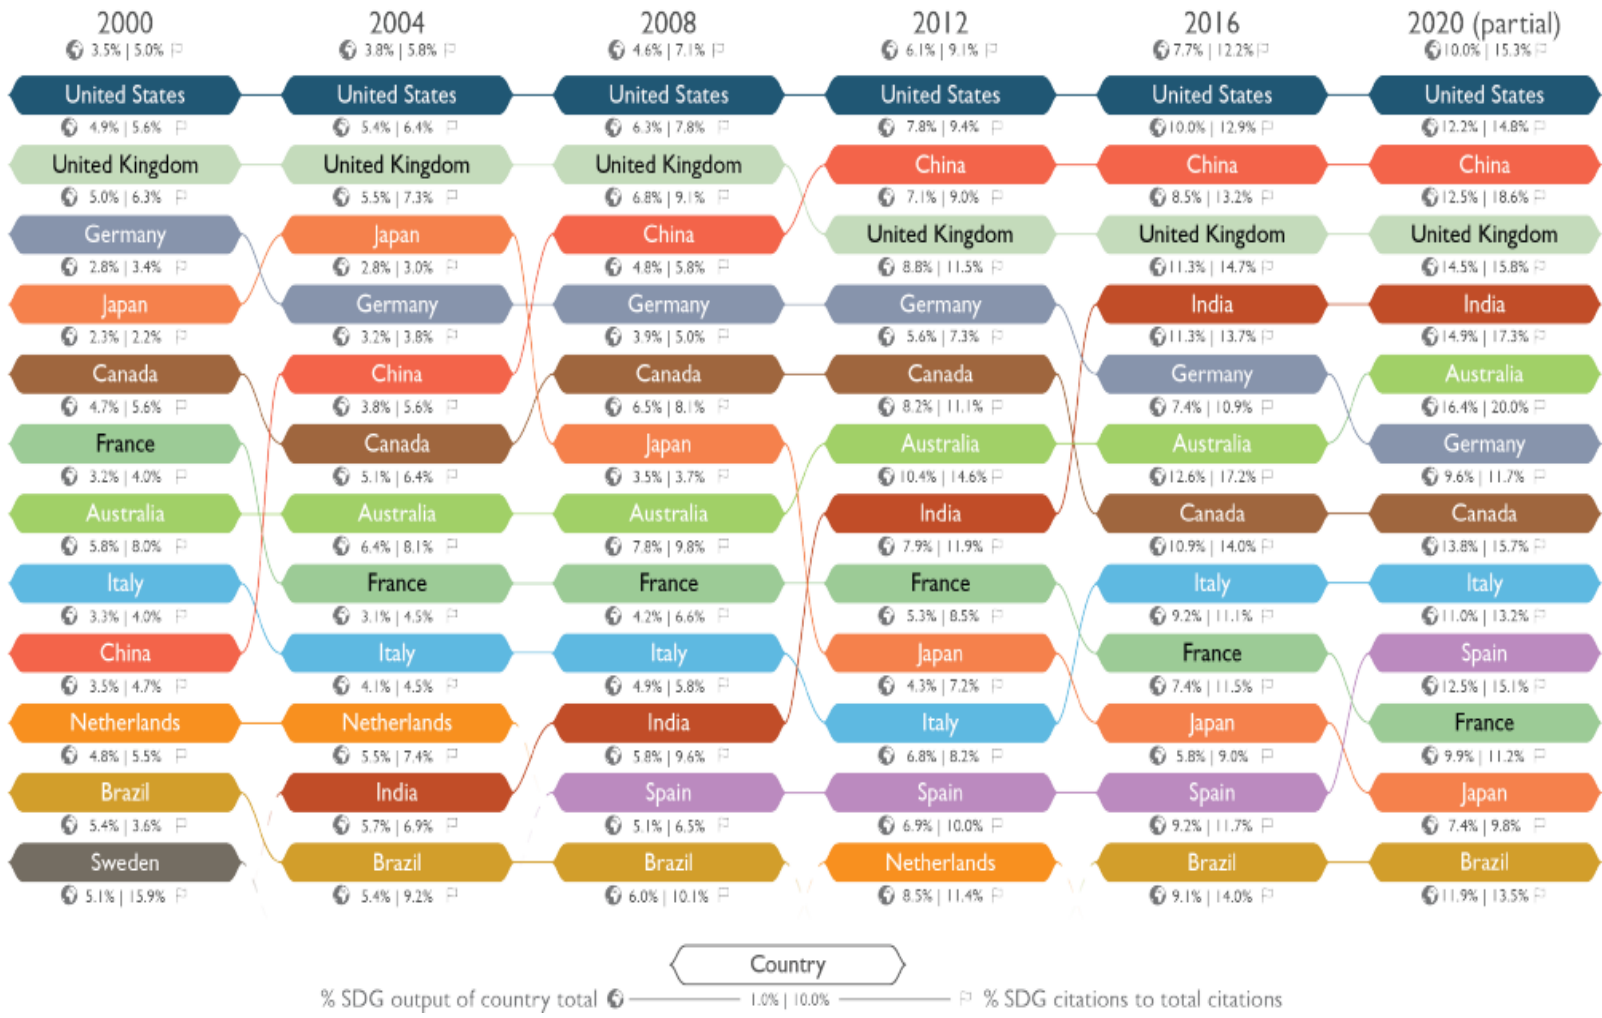 2000 2004 2008 2012 2016 2020 (partial)
3.5% | 5.0% 3.8% | 5.8% 4.6% | 7.1% 6.1% | 9.1% 7.7% | 12.2% 10.0% | 15.3%
United States United States United States United States United States United States
4.9% | 5.6% 5.4% | 6.4% 6.3% | 7.8% 7.8% | 9.4% 10.0% | 12.9% 12.2% | 14.8%
United Kingdom United Kingdom United Kingdom China China China
5.0% | 6.3% 5.5% | 7.3% 6.8% | 9.1% 7.1% | 9.0% 8.5% | 13.2% 12.5% | 18.6%
Germany Japan China United Kingdom United Kingdom United Kingdom
2.8% | 3.4% 2.8% | 3.0% 4.8% | 5.8% 8.8% | 11.5% 11.3% | 14.7% 14.5% | 15.8%
Japan Germany Germany Germany India India
2.3% | 2.2% 3.2% | 3.8% 3.9% | 5.0% 5.6% | 7.3% 11.3% | 13.7% 14.9% | 17.3%
Canada China Canada Canada Germany Australia
4.7% | 5.6% 3.8% | 5.6% 6.5% | 8.1% 8.2% | 11.1% 7.4% | 10.9% 16.4% | 20.0%
France Canada Japan Australia Australia Germany
3.2% | 4.0% 5.1% | 6.4% 3.5% | 3.7% 10.4% | 14.6% 12.6% | 17.2% 9.6% | 11.7%
Australia Australia Australia India Canada Canada
5.8% | 8.0% 6.4% | 8.1% 7.8% | 9.8% 7.9% | 11.9% 10.9% | 14.0% 13.8% | 15.7%
Italy France France France Italy Italy
3.3% | 4.0% 3.1% | 4.5% 4.2% | 6.6% 5.3% | 8.5% 9.2% | 11.1% 11.0% | 13.2%
China Italy Italy Japan France Spain
3.5% | 4.7% 4.1% | 4.5% 4.9% | 5.8% 4.3% | 7.2% 7.4% | 11.5% 12.5% | 15.1%
Netherlands Netherlands India Italy Japan France
4.8% | 5.5% 5.5% | 7.4% 5.8% | 9.6% 6.8% | 8.2% 5.8% | 9.0% 9.9% | 11.2%
Brazil India Spain Spain Spain Japan
5.4% | 3.6% 5.7% | 6.9% 5.1% | 6.5% 6.9% | 10.0% 9.2% | 11.7% 7.4% | 9.8%
Sweden Brazil Brazil Netherlands Brazil Brazil
5.1% | 15.9% 5.4% | 9.2% 6.0% | 10.1% 8.5% | 11.4% 9.1% | 14.0% 11.9% | 13.5%
Country
% SDG output of country total 1.0% | 10.0% % SDG citations to total citations